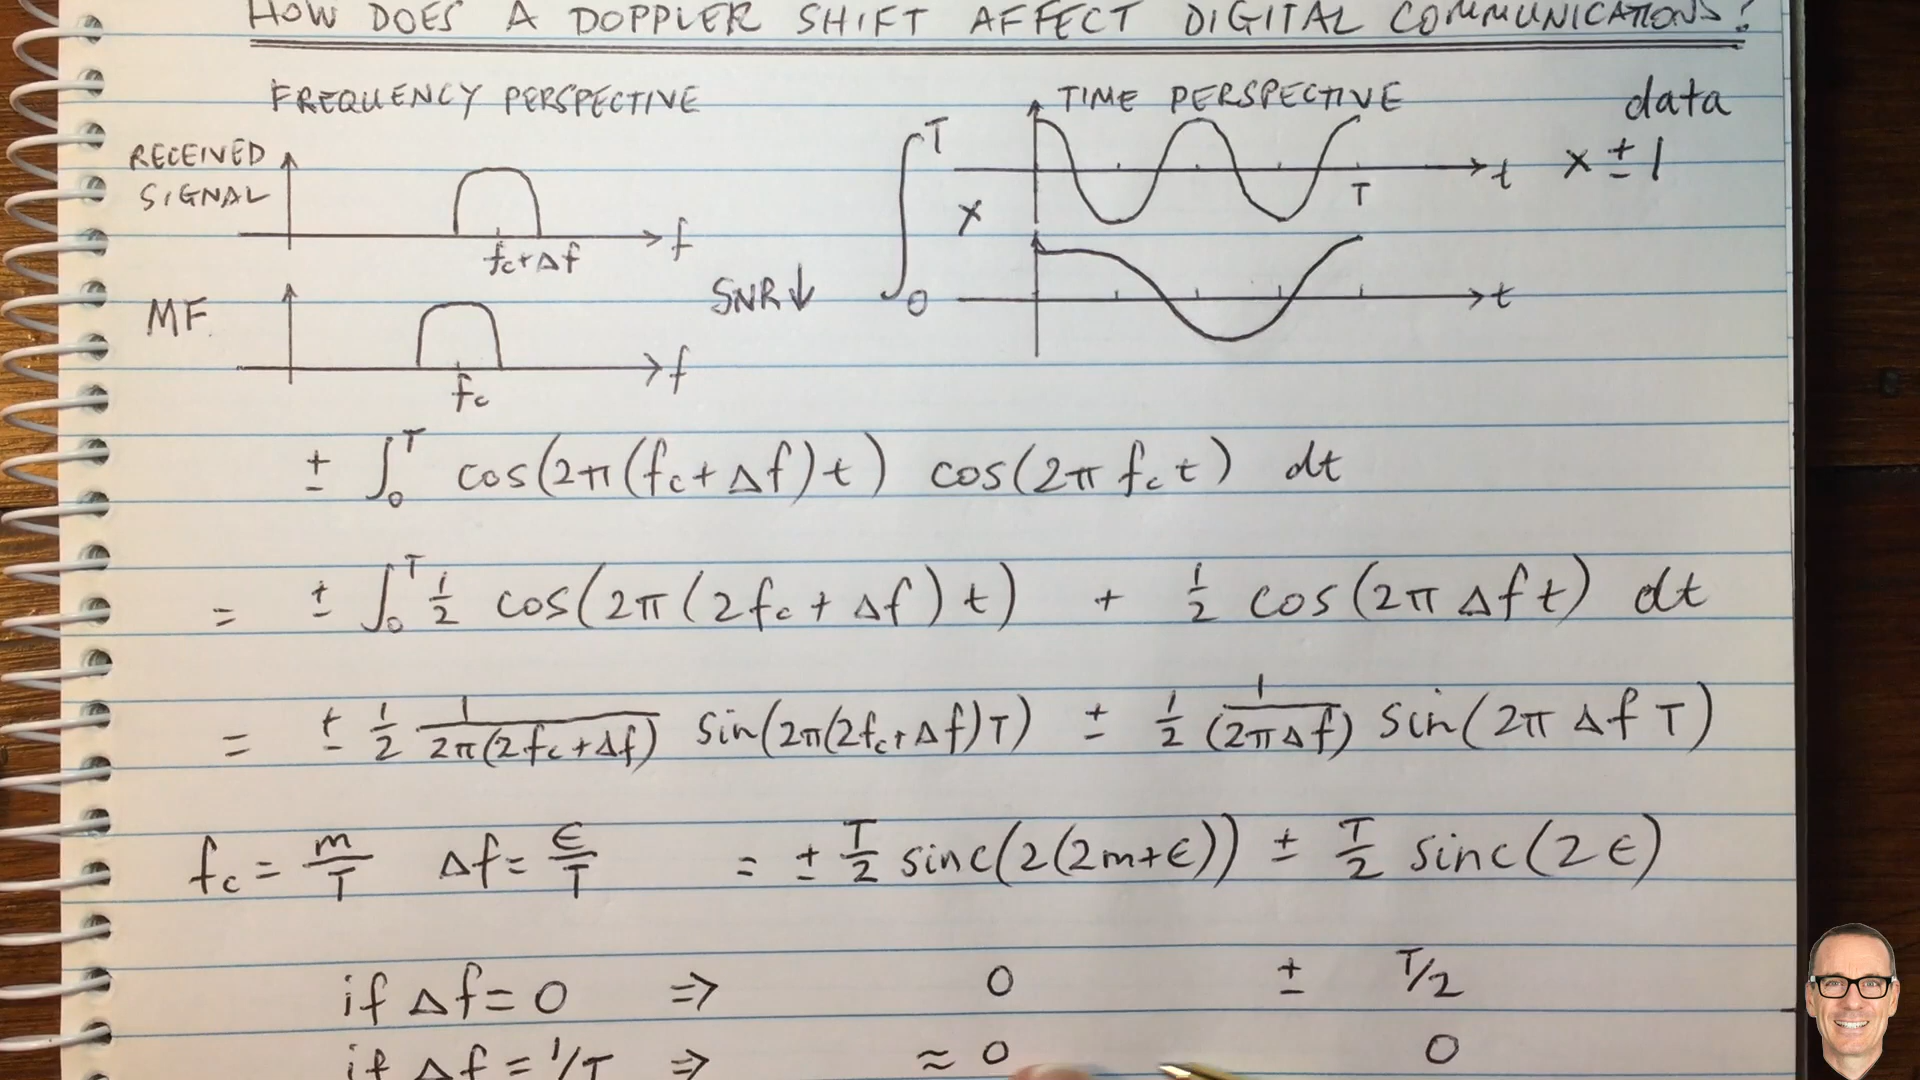 HOW DOES A DOPPLER SHIFT AFFECT DIGITAL COMMUNICATIONS?
FREQUENCY PERSPECTIVE
RECEIVED
SIGNAL
f
fc+Δf
MF
f
fc
SNR↓
TIME PERSPECTIVE
data
∫₀ᵀ
x
t
x ± 1
T
t
± ∫₀ᵀ cos(2π(fc+Δf)t) cos(2π fc t) dt
= ± ∫₀ᵀ 1/2 cos(2π(2fc+Δf)t) + 1/2 cos(2πΔft) dt
= ± 1/2 1/2π(2fc+Δf) sin(2π(2fc+Δf)T) ± 1/2 1/(2πΔf) sin(2πΔf T)
fc = m/T Δf = ε/T = ± T/2 sinc(2(2m+ε)) ± T/2 sinc(2ε)
if Δf = 0 ⇒ 0 ± T/2
if Δf = 1/T ⇒ ≈ 0 0